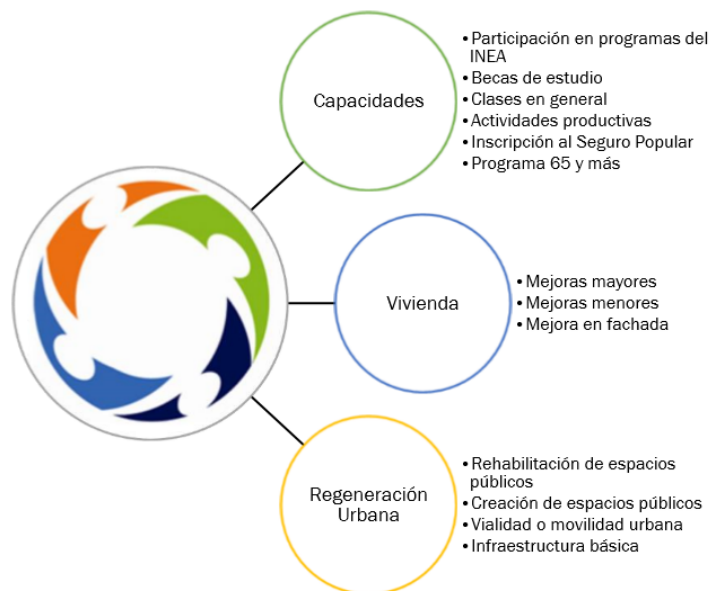 Capacidades
• Participación en programas del
INEA
• Becas de estudio
• Clases en general
• Actividades productivas
• Inscripción al Seguro Popular
• Programa 65 y más
Vivienda
• Mejoras mayores
• Mejoras menores
• Mejora en fachada
Regeneración
Urbana
• Rehabilitación de espacios
públicos
• Creación de espacios públicos
• Vialidad o movilidad urbana
• Infraestructura básica